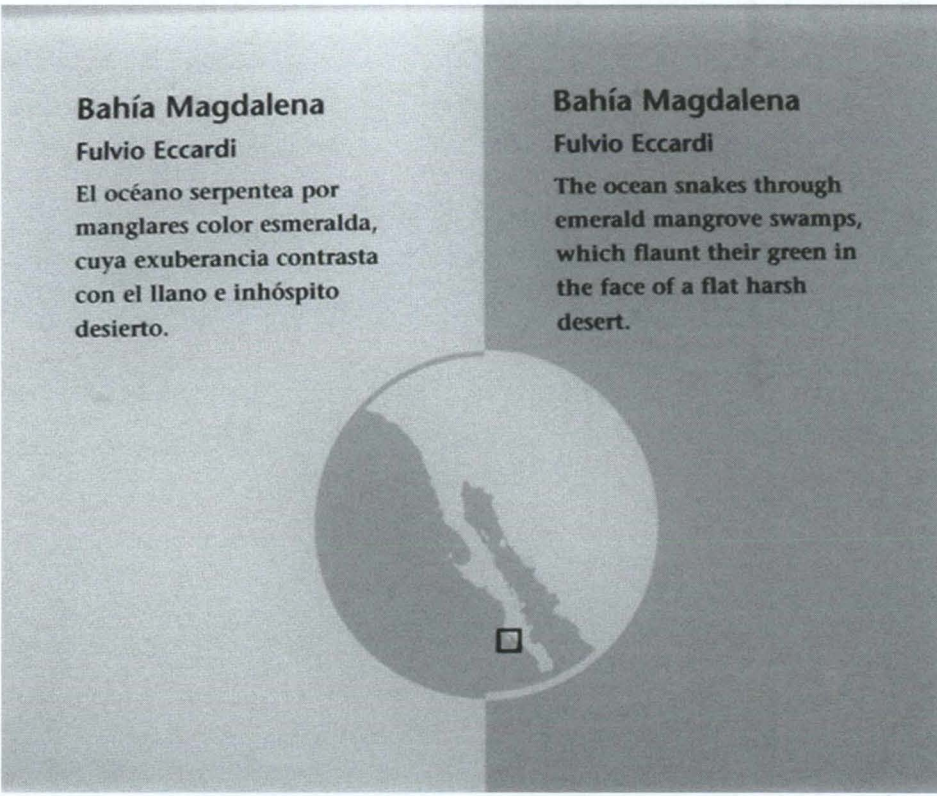 Bahía Magdalena
Fulvio Eccardi
El océano serpentea por
manglares color esmeralda,
cuya exuberancia contrasta
con el llano e inhóspito
desierto.
Bahía Magdalena
Fulvio Eccardi
The ocean snakes through
emerald mangrove swamps,
which flaunt their green in
the face of a flat harsh
desert.